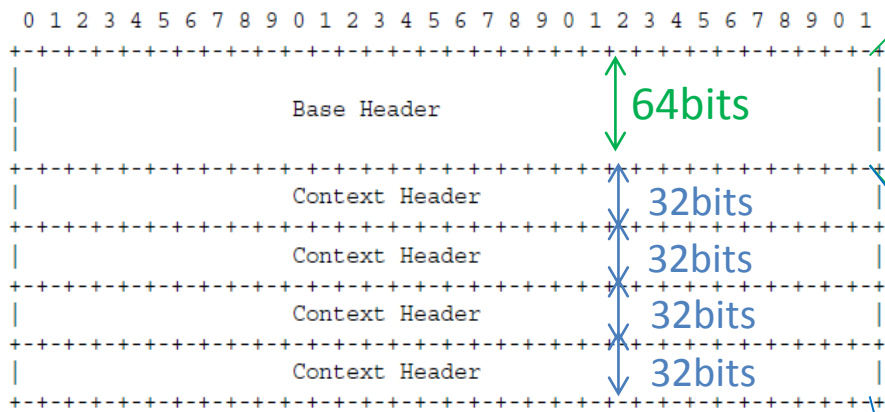 0 1 2 3 4 5 6 7 8 9 0 1 2 3 4 5 6 7 8 9 0 1 2 3 4 5 6 7 8 9 0 1
+-+-+-+-+-+-+-+-+-+-+-+-+-+-+-+-+-+-+-+-+-+-+-+-+-+-+-+-+-+-+-+-+
|                                                               |
| Base Header 64bits |
|                                                               |
+-+-+-+-+-+-+-+-+-+-+-+-+-+-+-+-+-+-+-+-+-+-+-+-+-+-+-+-+-+-+-+-+
| Context Header 32bits |
+-+-+-+-+-+-+-+-+-+-+-+-+-+-+-+-+-+-+-+-+-+-+-+-+-+-+-+-+-+-+-+-+
| Context Header 32bits |
+-+-+-+-+-+-+-+-+-+-+-+-+-+-+-+-+-+-+-+-+-+-+-+-+-+-+-+-+-+-+-+-+
| Context Header 32bits |
+-+-+-+-+-+-+-+-+-+-+-+-+-+-+-+-+-+-+-+-+-+-+-+-+-+-+-+-+-+-+-+-+
| Context Header 32bits |
+-+-+-+-+-+-+-+-+-+-+-+-+-+-+-+-+-+-+-+-+-+-+-+-+-+-+-+-+-+-+-+-+